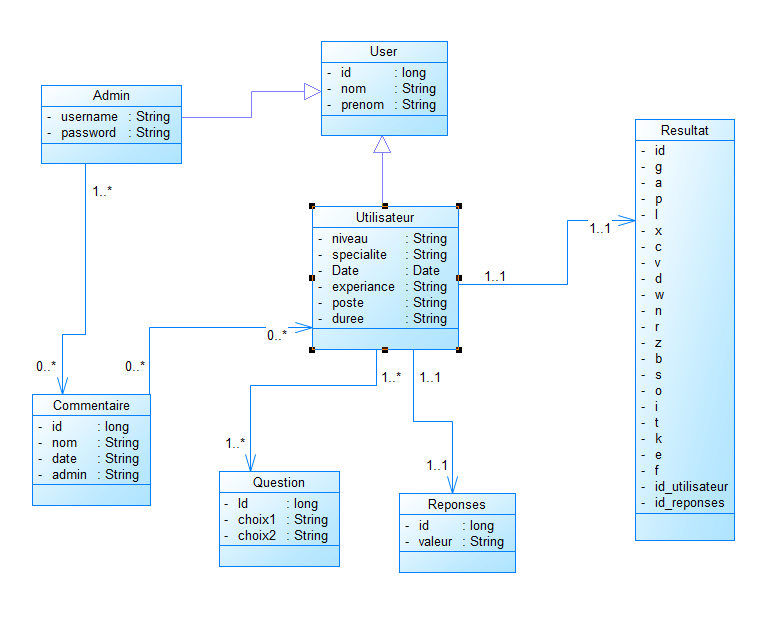 User
- id : long
- nom : String
- prenom : String
Admin
- username : String
- password : String
Resultat
- id
- g
- a
- p
- l
- x
- c
- v
- d
- w
- n
- r
- z
- b
- s
- o
- i
- t
- k
- e
- f
- id_utilisateur
- id_reponses
Utilisateur
- niveau : String
- specialite : String
- Date : Date
- experiance : String
- poste : String
- duree : String
1..*
0..*
0..*
0..*
1..1
1..1
1..*
1..1
1..*
1..1
Commentaire
- id : long
- nom : String
- date : String
- admin : String
Question
- Id : long
- choix1 : String
- choix2 : String
Reponses
- id : long
- valeur : String